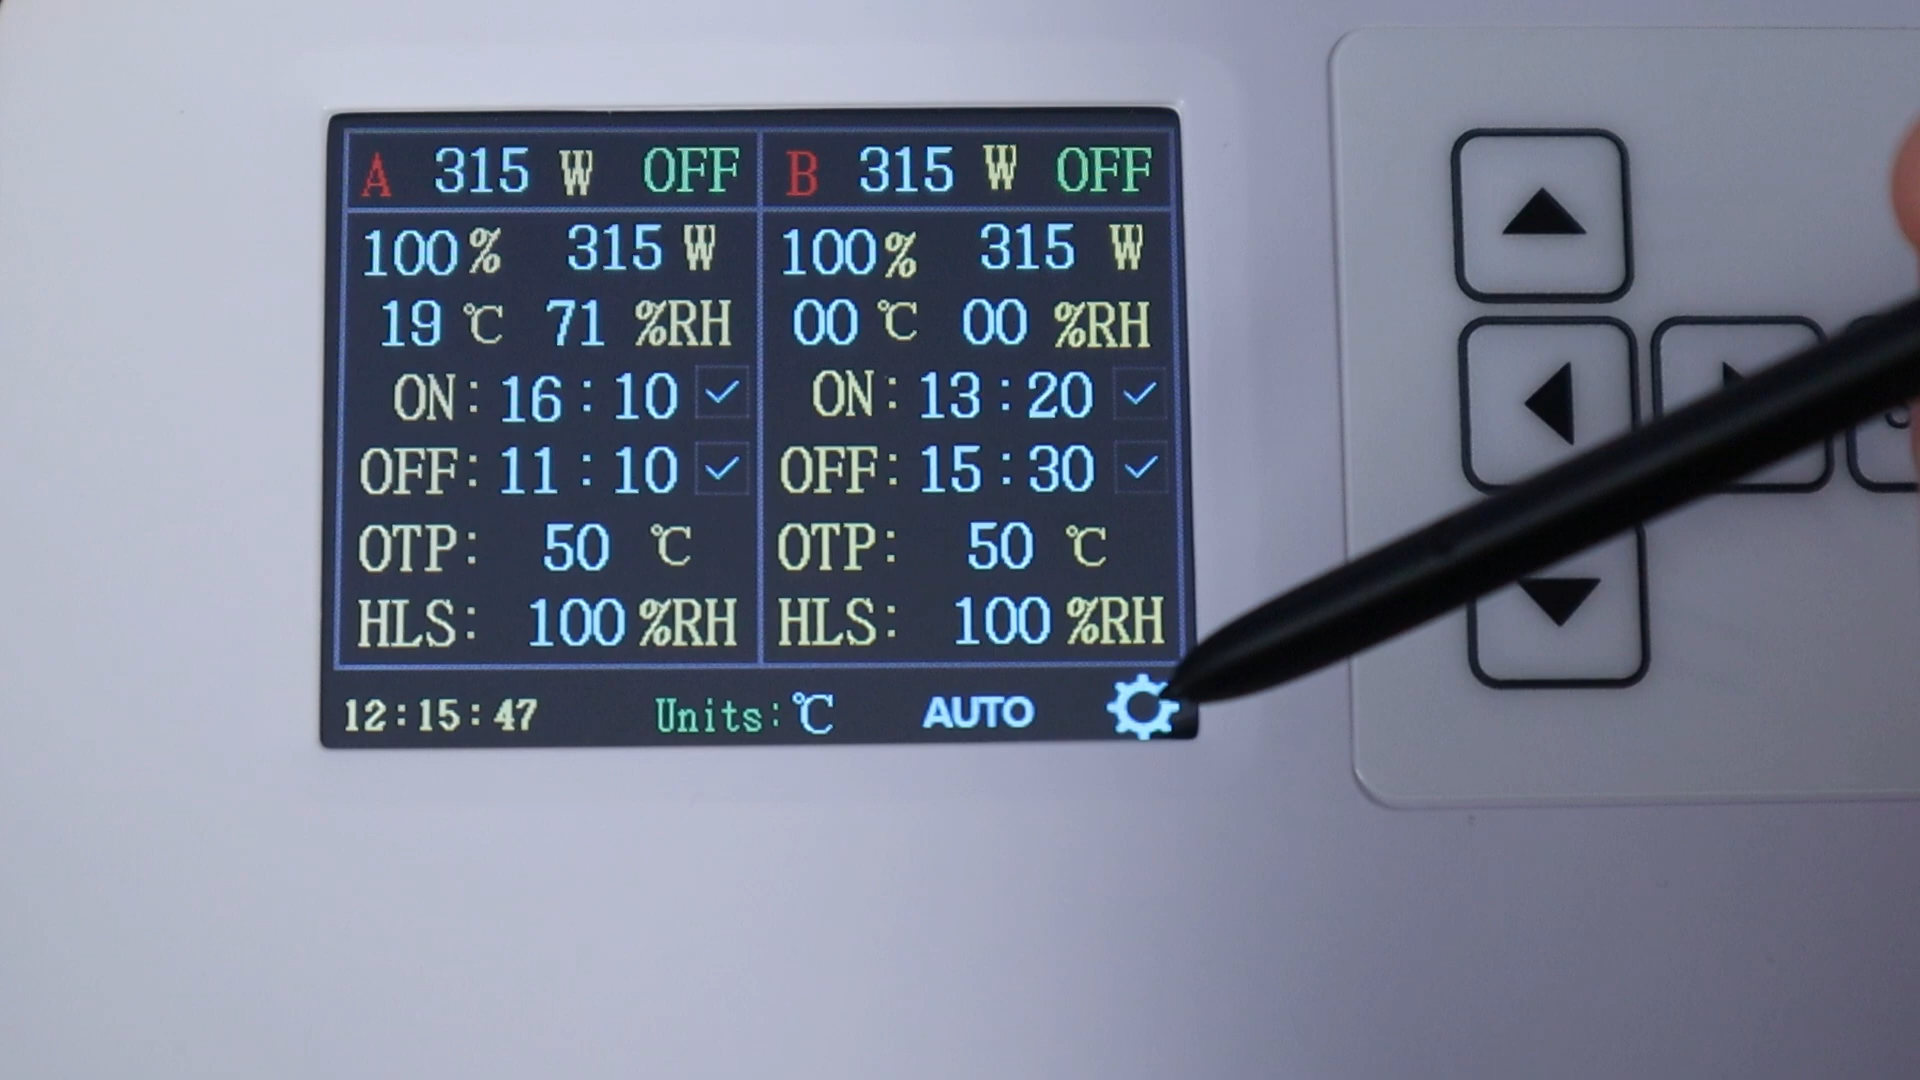 A 315 W OFF B 315 W OFF
100% 315 W 100% 315 W
19 ℃ 71 %RH 00 ℃ 00 %RH
ON: 16:10 ON: 13:20
OFF: 11:10 OFF: 15:30
OTP: 50 ℃ OTP: 50 ℃
HLS: 100 %RH HLS: 100 %RH
12:15:47 Units:℃ AUTO